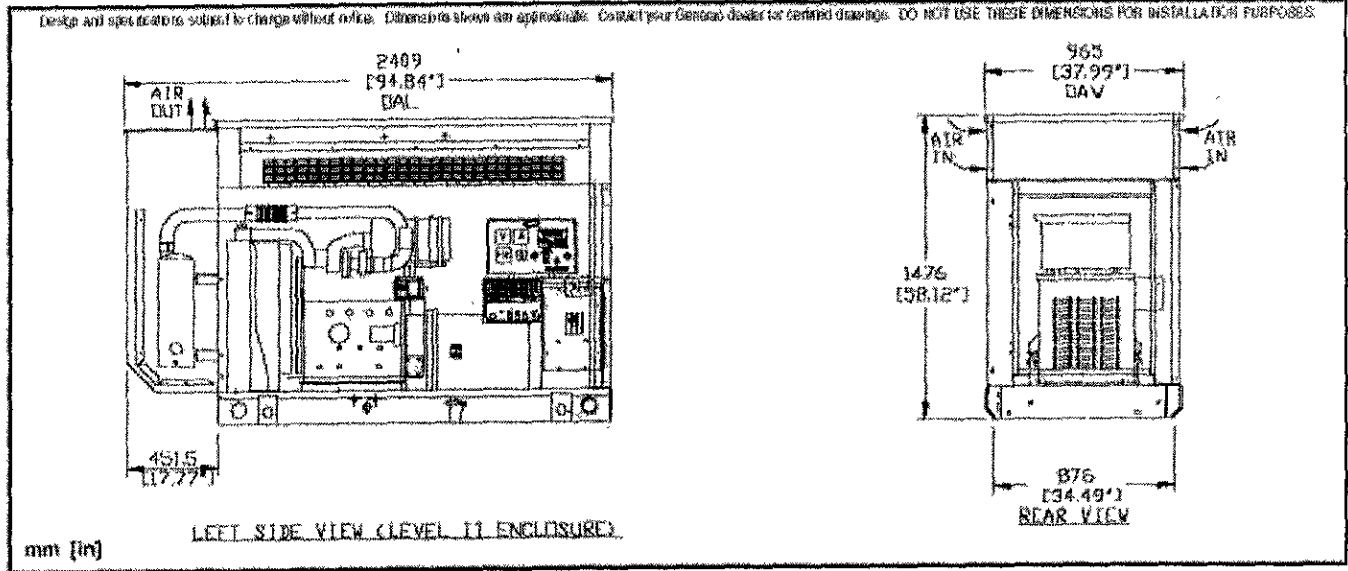 Design and specifications subject to change without notice. Dimensions shown are approximate. Contact your Generac dealer for certified drawings. DO NOT USE THESE DIMENSIONS FOR INSTALLATION PURPOSES.
2409
[94.84"]
OAL
AIR
OUT
965
[37.99"]
OAW
AIR
IN
AIR
IN
V A
1476
[58.12"]
451.5
[17.77"]
876
[34.49"]
LEFT SIDE VIEW (LEVEL II ENCLOSURE)
REAR VIEW
mm [in]